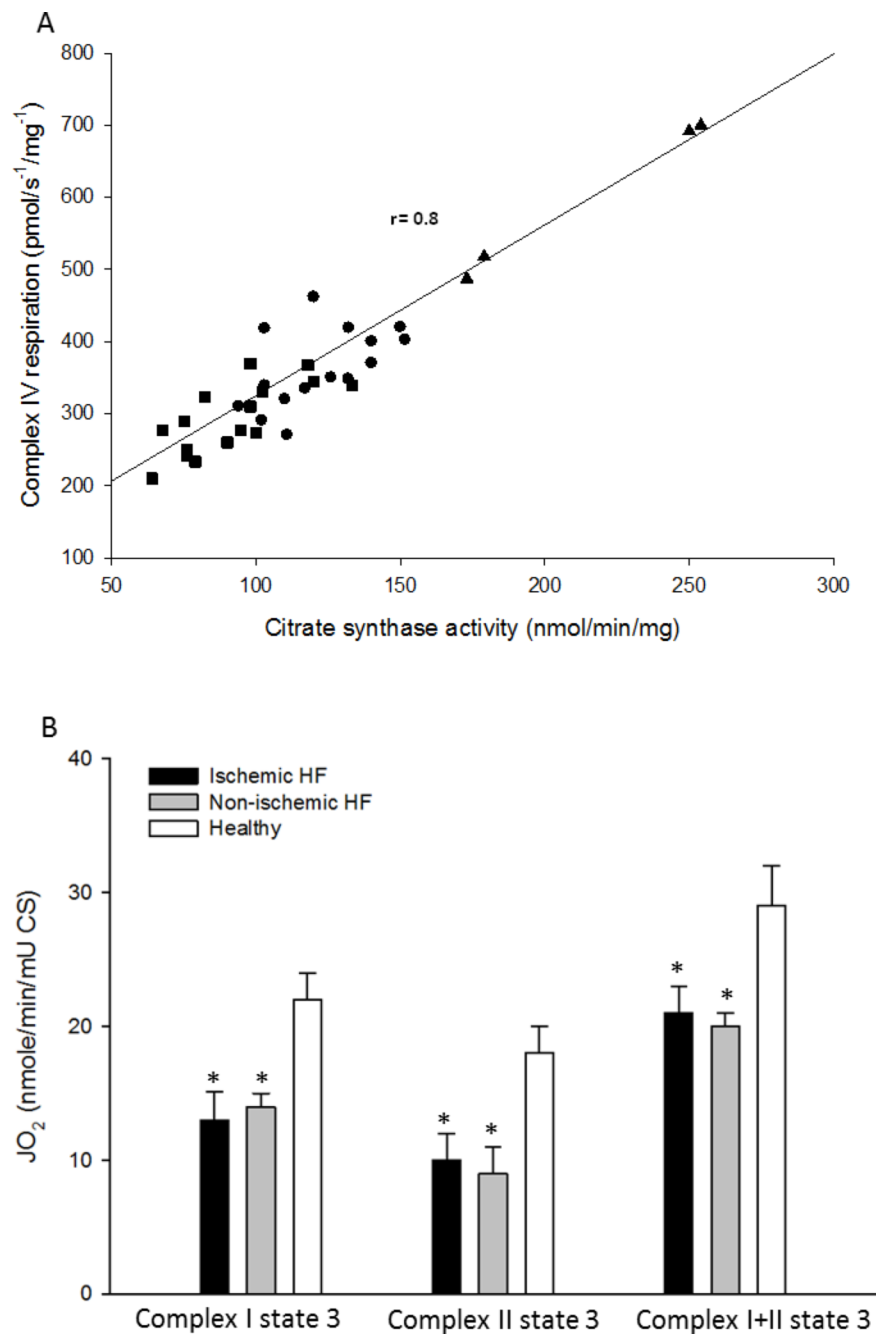 A
800
700
600
500
400
300
200
100
Complex IV respiration (pmol/s⁻¹/mg⁻¹)
r= 0.8
50 100 150 200 250 300
Citrate synthase activity (nmol/min/mg)
B
40
30
20
10
0
JO₂ (nmole/min/mU CS)
Ischemic HF
Non-ischemic HF
Healthy
* * * * * *
Complex I state 3 Complex II state 3 Complex I+II state 3